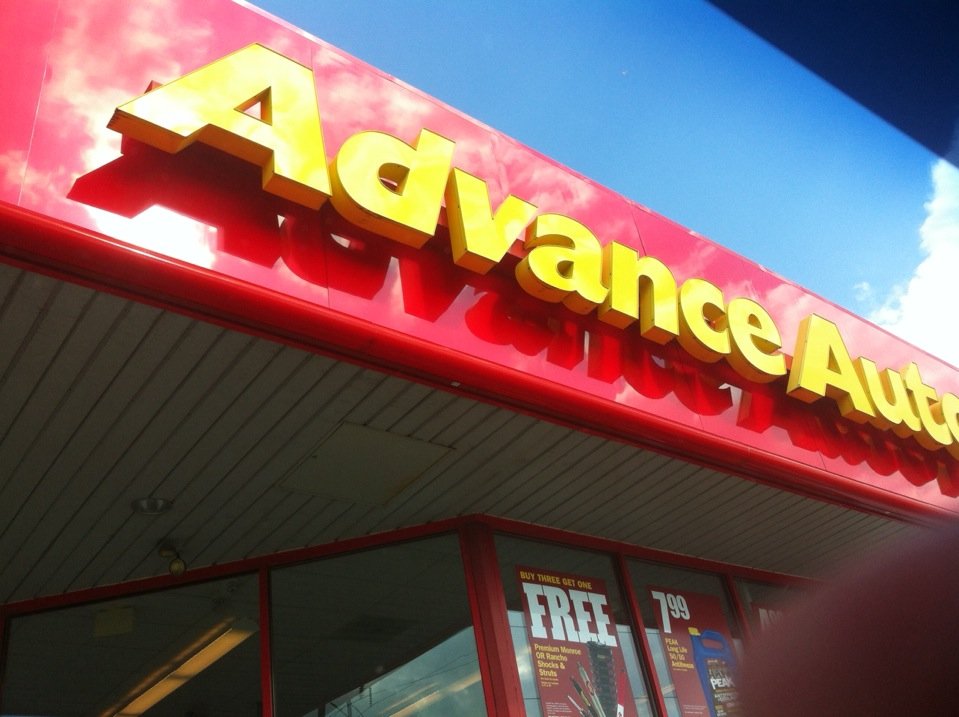 Advance Auto
BUY THREE GET ONE
FREE
Premium Monroe
OR Rancho
Shocks &
Struts
7.99
PEAK
Long Life
50/50
Antifreeze
PEAK